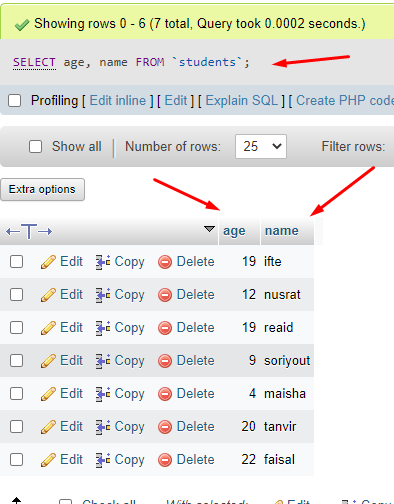 Showing rows 0 - 6 (7 total, Query took 0.0002 seconds.)
SELECT age, name FROM `students`;
Profiling [ Edit inline ] [ Edit ] [ Explain SQL ] [ Create PHP code
Show all Number of rows: 25 Filter rows:
Extra options
←T→ age name
Edit Copy Delete 19 ifte
Edit Copy Delete 12 nusrat
Edit Copy Delete 19 reaid
Edit Copy Delete 9 soriyout
Edit Copy Delete 4 maisha
Edit Copy Delete 20 tanvir
Edit Copy Delete 22 faisal
Check all With selected: Edit Copy